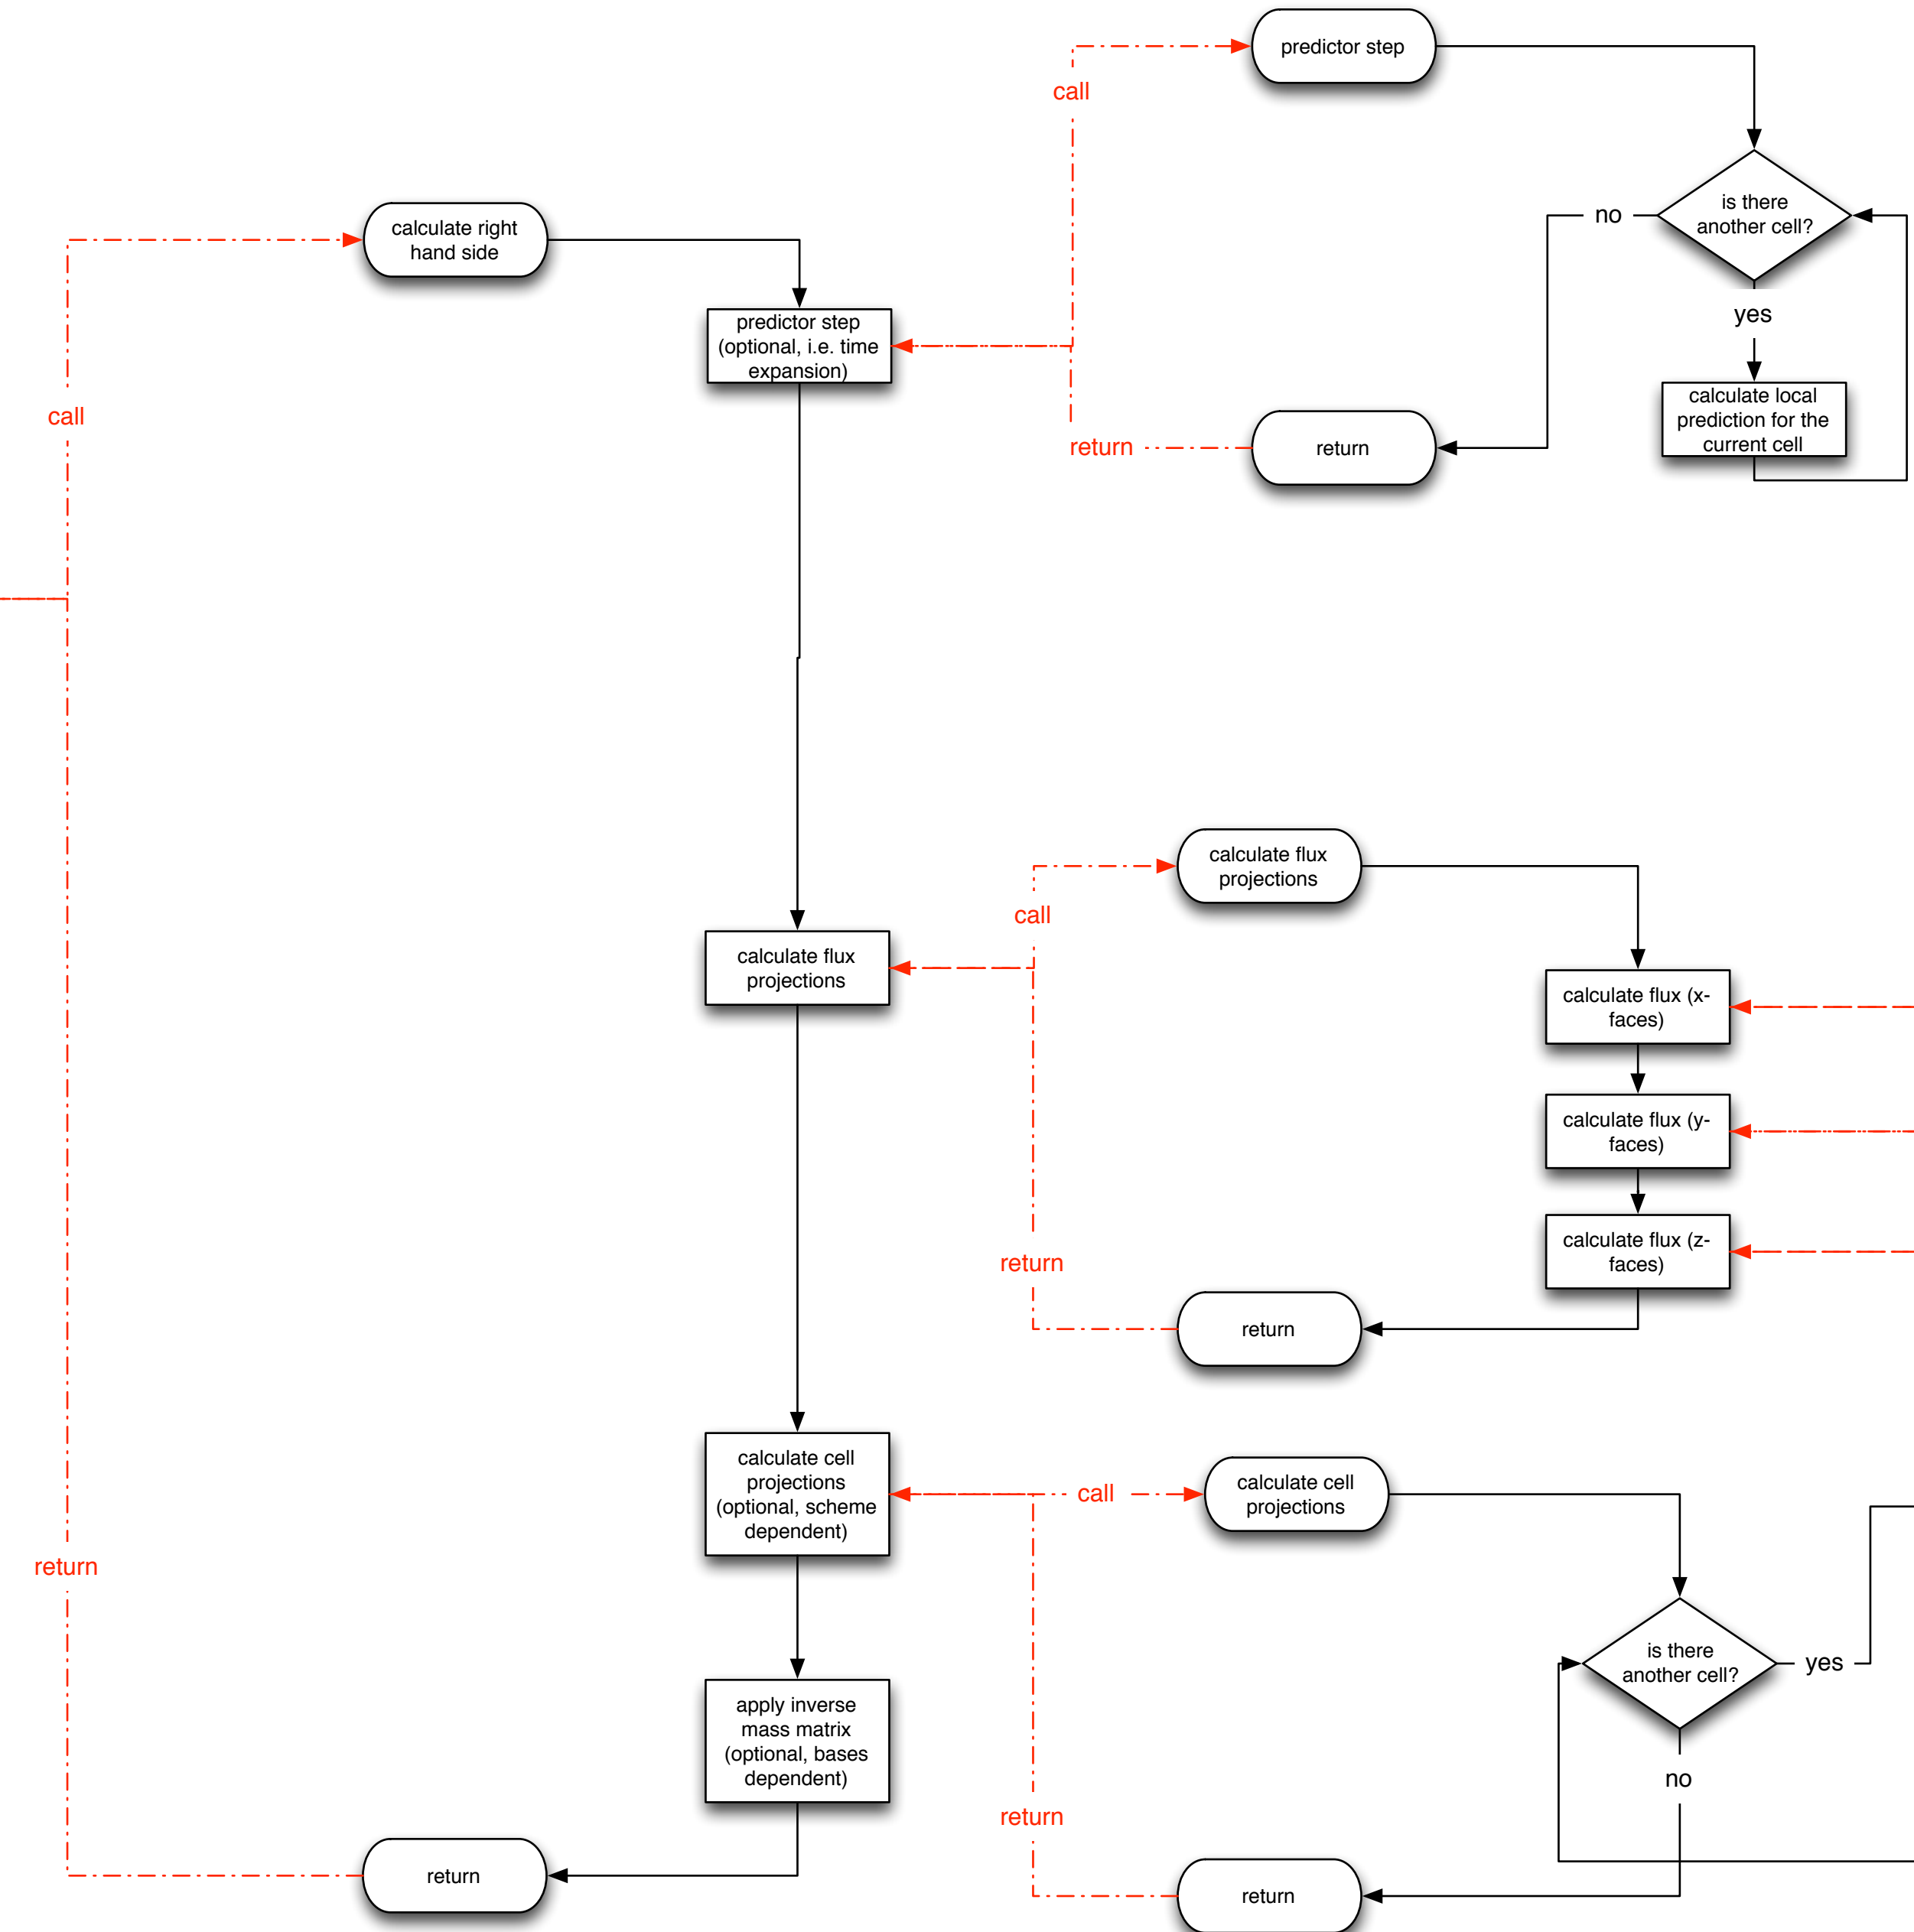 predictor step
call
is there
another cell?
no
yes
calculate local
prediction for the
current cell
return
return
calculate right
hand side
predictor step
(optional, i.e. time
expansion)
call
calculate flux
projections
call
calculate flux
projections
calculate flux (x-
faces)
calculate flux (y-
faces)
calculate flux (z-
faces)
return
return
calculate cell
projections
(optional, scheme
dependent)
call
calculate cell
projections
is there
another cell?
yes
no
return
return
return
apply inverse
mass matrix
(optional, bases
dependent)
return